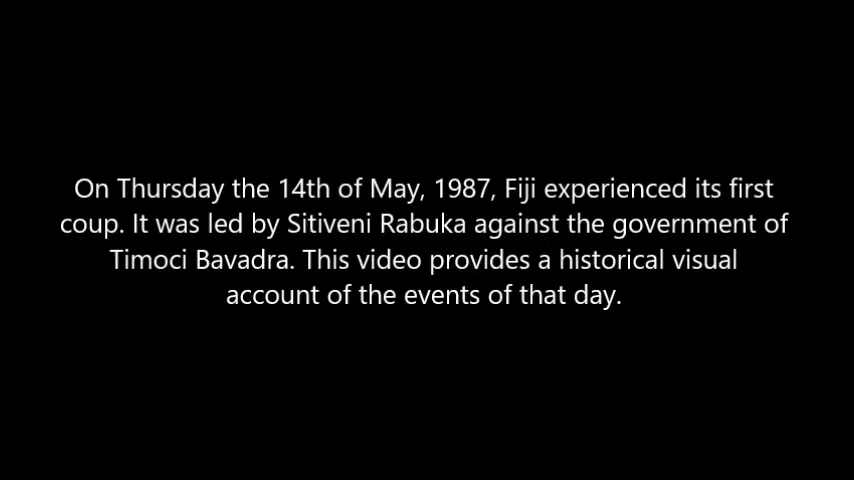 On Thursday the 14th of May, 1987, Fiji experienced its first
coup. It was led by Sitiveni Rabuka against the government of
Timoci Bavadra. This video provides a historical visual
account of the events of that day.